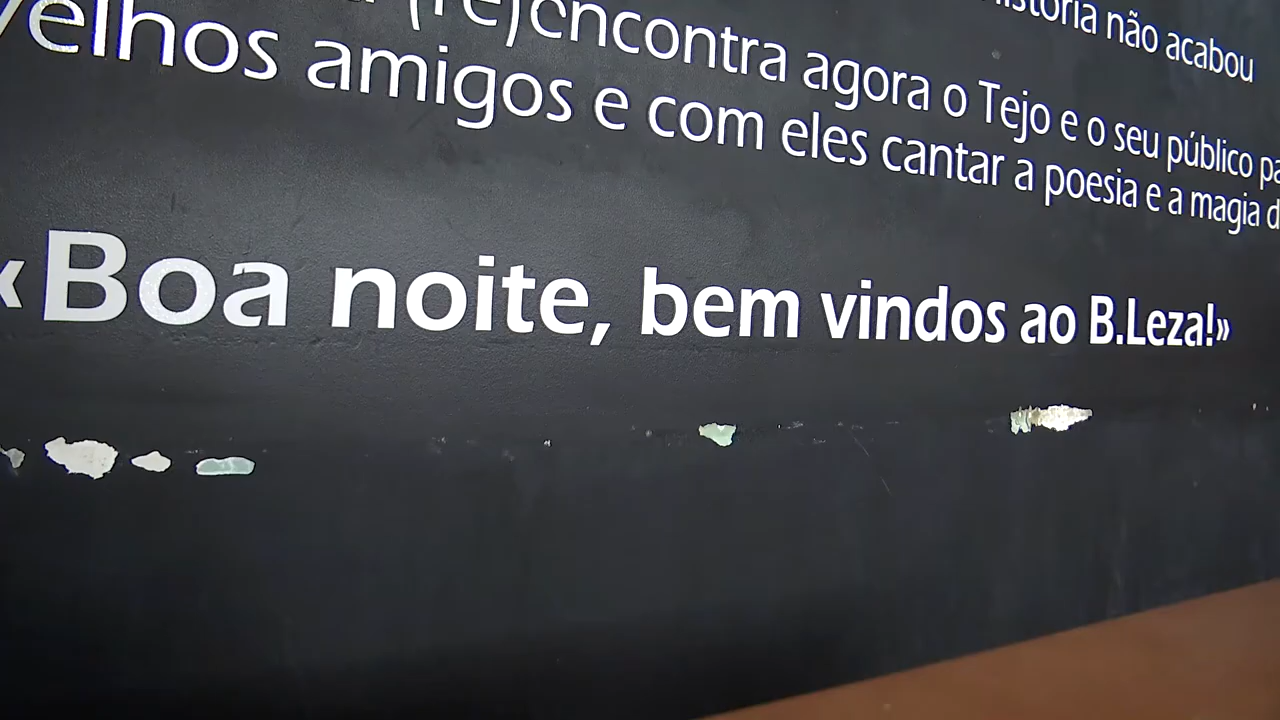 história não acabou
(re)encontra agora o Tejo e o seu público
velhos amigos e com eles cantar a poesia e a magia
«Boa noite, bem vindos ao B.Leza!»